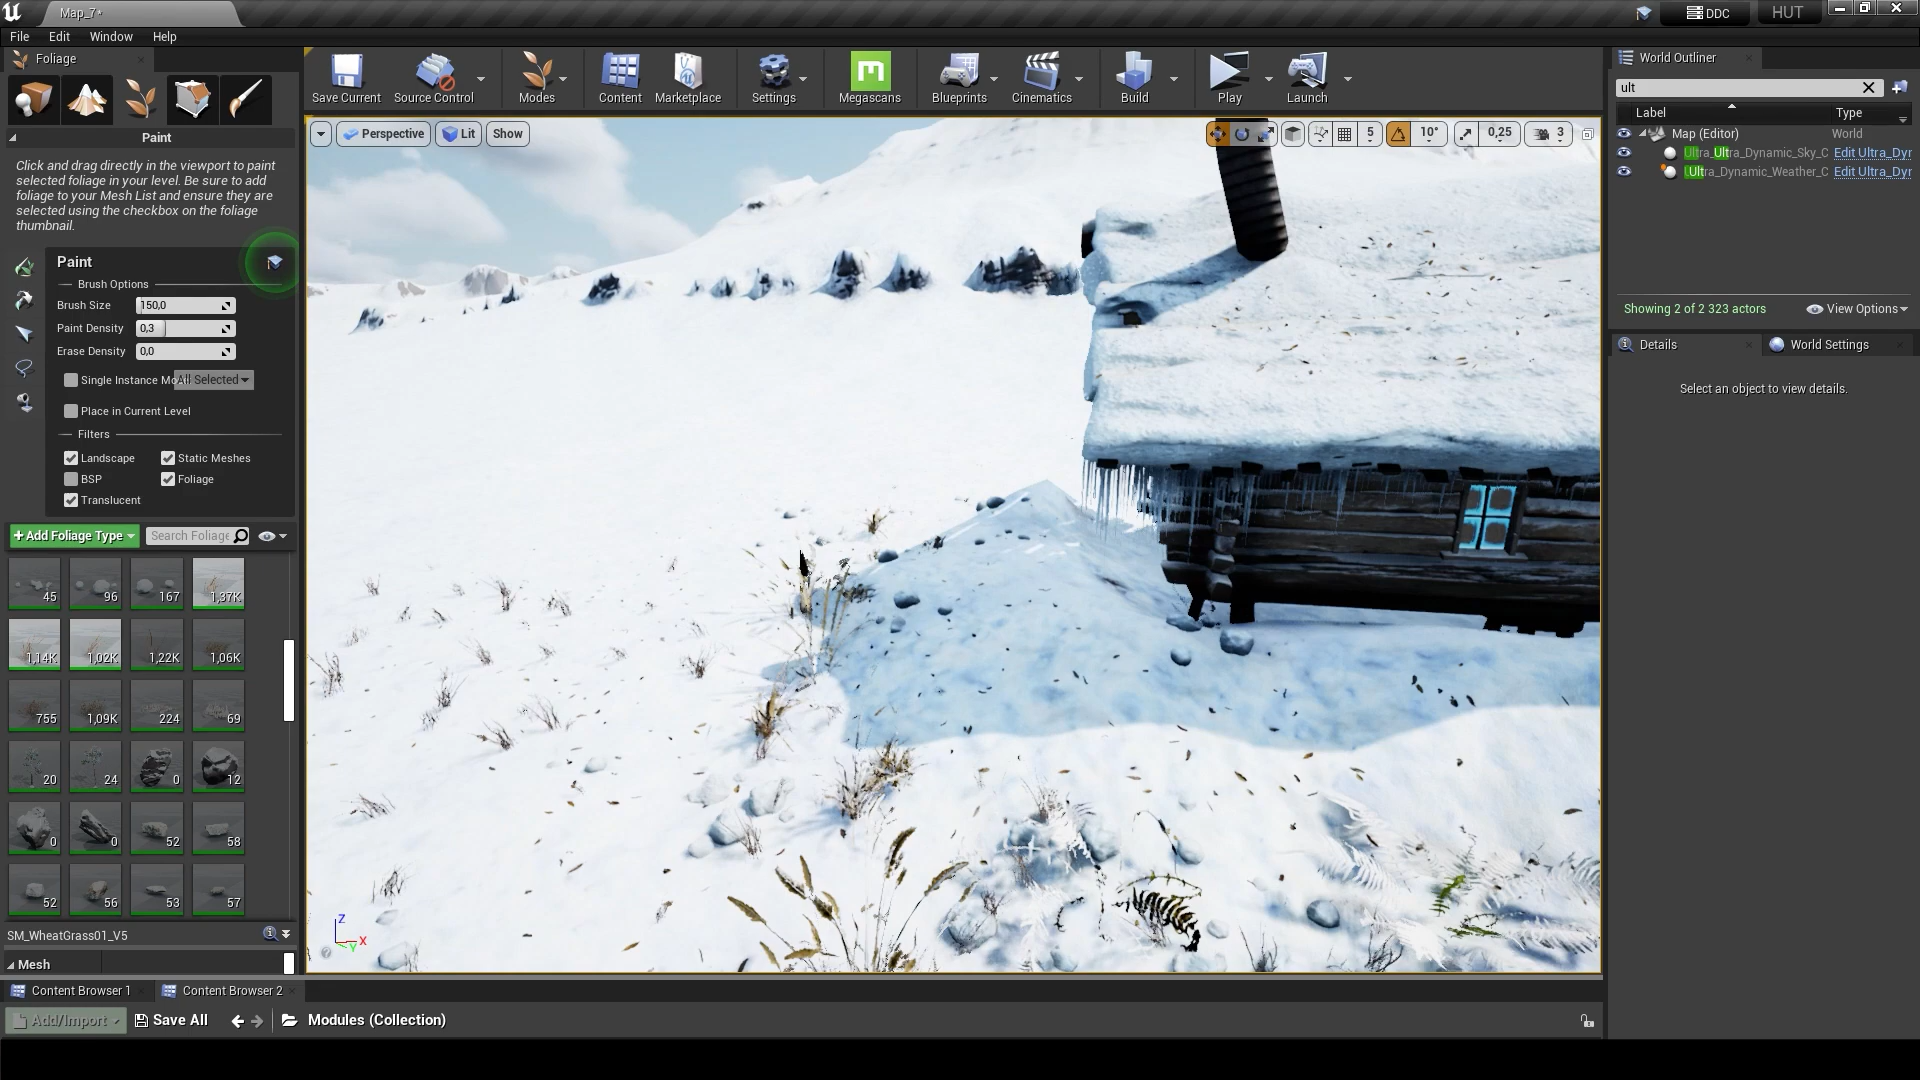 Map_7*
DDC
HUT
File Edit Window Help
Foliage
Save Current
Source Control
Modes
Content
Marketplace
Settings
Megascans
Blueprints
Cinematics
Build
Play
Launch
Paint
Click and drag directly in the viewport to paint
selected foliage in your level. Be sure to add
foliage to your Mesh List and ensure they are
selected using the checkbox on the foliage
thumbnail.
Paint
Brush Options
Brush Size 150,0
Paint Density 0,3
Erase Density 0,0
Single Instance Mo All Selected
Place in Current Level
Filters
Landscape Static Meshes
BSP Foliage
Translucent
+Add Foliage Type Search Foliage
45 96 167 1,37K
1,14K 1,02K 1,22K 1,06K
755 1,09K 224 69
20 24 0 12
0 0 52 58
52 56 53 57
SM_WheatGrass01_V5
Mesh
Perspective Lit Show
5 10° 0,25 3
Z
X
Y
World Outliner
ult
Label Type
Map (Editor) World
Ultra_Ultra_Dynamic_Sky_C Edit Ultra_Dyr
Ultra_Dynamic_Weather_C Edit Ultra_Dyr
Showing 2 of 2 323 actors View Options
Details World Settings
Select an object to view details.
Content Browser 1 Content Browser 2
Add/Import Save All Modules (Collection)